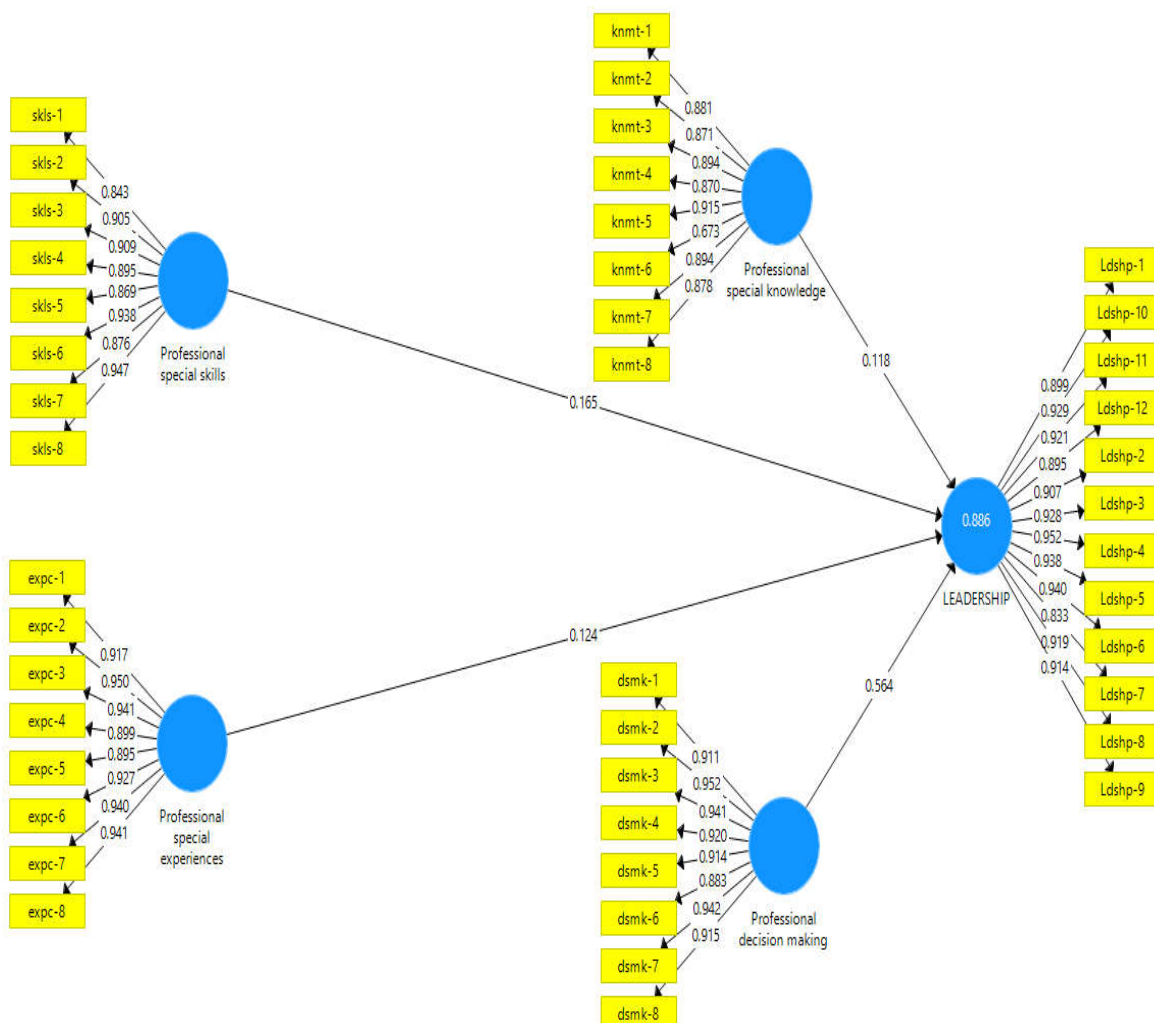 knmt-1
knmt-2
knmt-3
knmt-4
knmt-5
knmt-6
knmt-7
knmt-8
0.881
0.871
0.894
0.870
0.915
0.673
0.894
0.878
Professional
special knowledge
0.118
skls-1
skls-2
skls-3
skls-4
skls-5
skls-6
skls-7
skls-8
0.843
0.905
0.909
0.895
0.869
0.938
0.876
0.947
Professional
special skills
0.165
Ldshp-1
Ldshp-10
Ldshp-11
Ldshp-12
Ldshp-2
Ldshp-3
Ldshp-4
Ldshp-5
Ldshp-6
Ldshp-7
Ldshp-8
Ldshp-9
0.899
0.929
0.921
0.895
0.907
0.928
0.952
0.938
0.940
0.833
0.919
0.914
0.886
LEADERSHIP
expc-1
expc-2
expc-3
expc-4
expc-5
expc-6
expc-7
expc-8
0.917
0.950
0.941
0.899
0.895
0.927
0.940
0.941
Professional
special
experiences
0.124
dsmk-1
dsmk-2
dsmk-3
dsmk-4
dsmk-5
dsmk-6
dsmk-7
dsmk-8
0.911
0.952
0.941
0.920
0.914
0.883
0.942
0.915
Professional
decision making
0.564